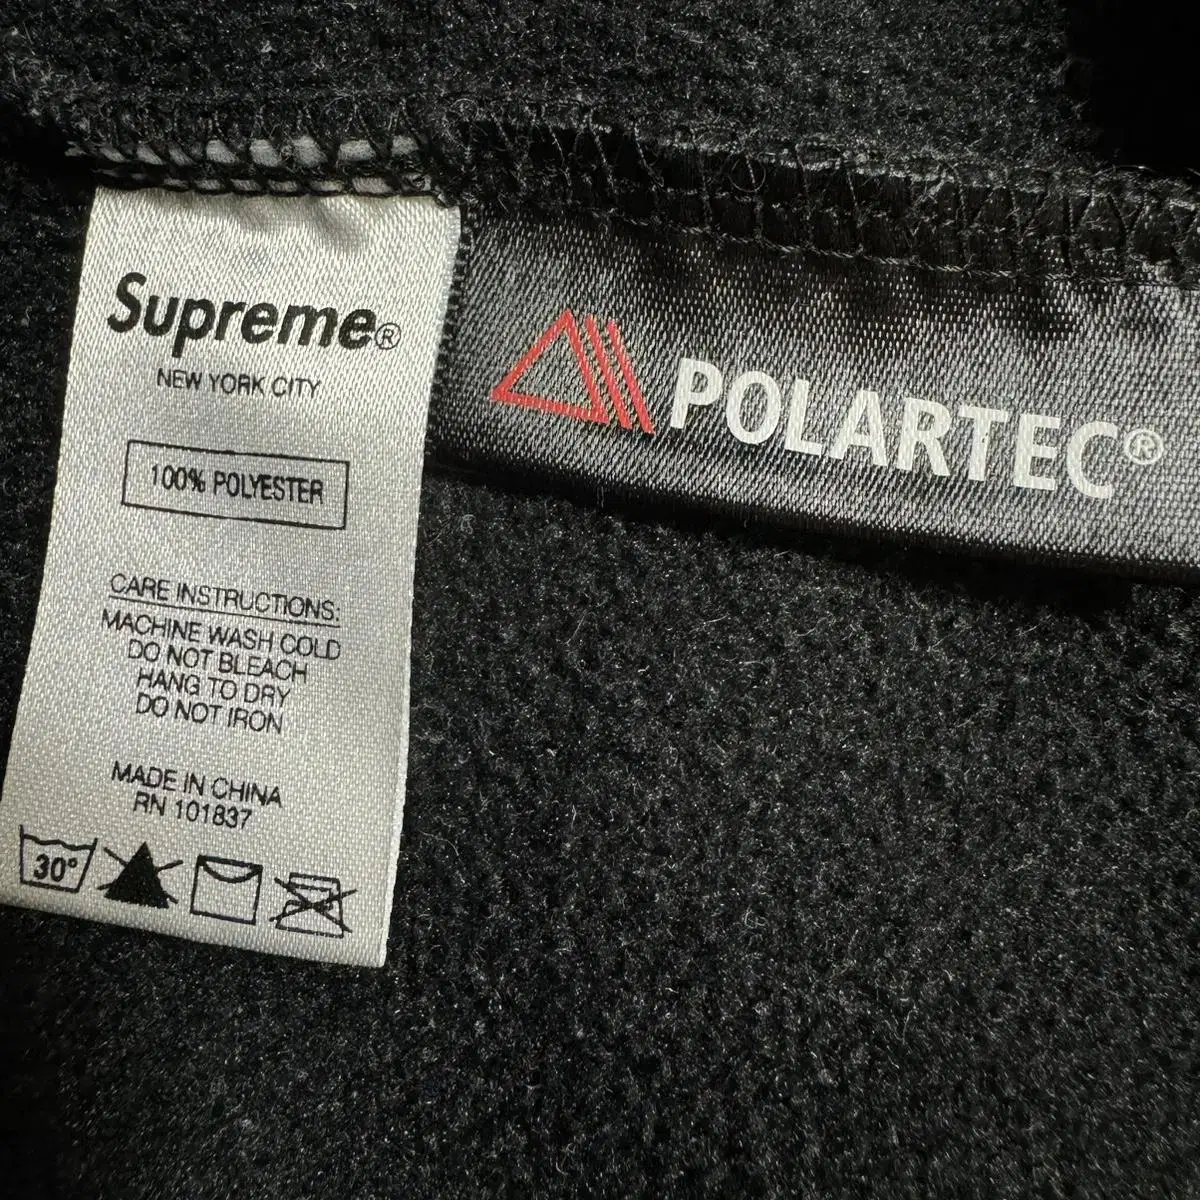 Supreme®
NEW YORK CITY
100% POLYESTER
CARE INSTRUCTIONS:
MACHINE WASH COLD
DO NOT BLEACH
HANG TO DRY
DO NOT IRON
MADE IN CHINA
RN 101837
30°
POLARTEC®